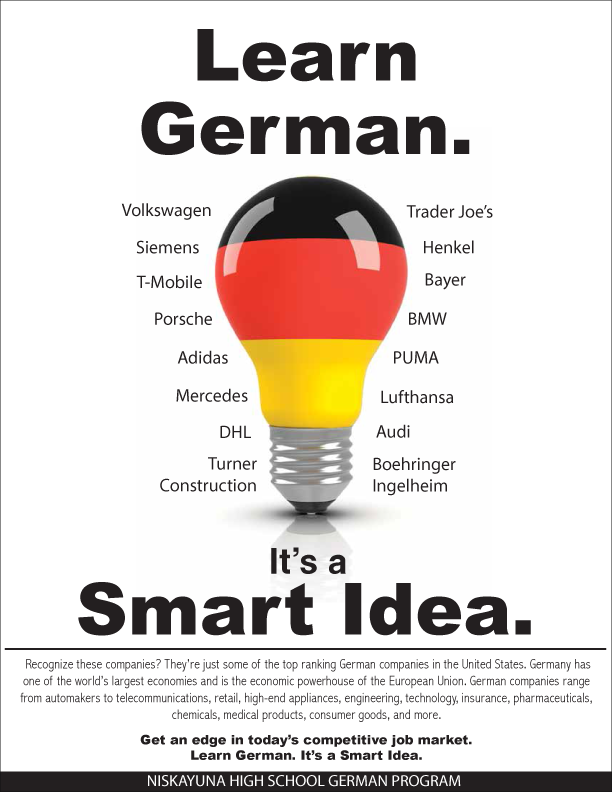 Learn
German.
Volkswagen
Trader Joe's
Siemens
Henkel
T-Mobile
Bayer
Porsche
BMW
Adidas
PUMA
Mercedes
Lufthansa
DHL
Audi
Turner
Construction
Boehringer
Ingelheim
It's a
Smart Idea.
Recognize these companies? They're just some of the top ranking German companies in the United States. Germany has
one of the world's largest economies and is the economic powerhouse of the European Union. German companies range
from automakers to telecommunications, retail, high-end appliances, engineering, technology, insurance, pharmaceuticals,
chemicals, medical products, consumer goods, and more.
Get an edge in today's competitive job market.
Learn German. It's a Smart Idea.
NISKAYUNA HIGH SCHOOL GERMAN PROGRAM